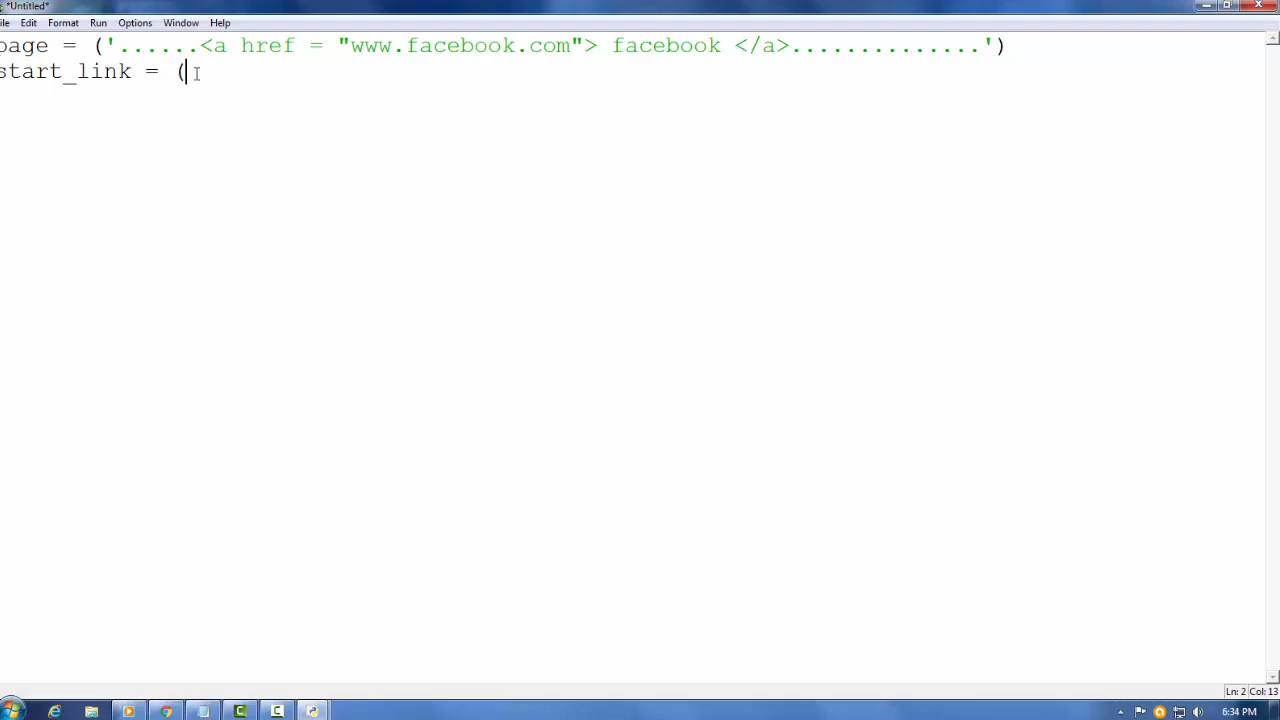 *Untitled*
ile Edit Format Run Options Window Help
page = ('......<a href = "www.facebook.com"> facebook </a>..............')
start_link = (
Ln: 2 Col: 13
6:34 PM